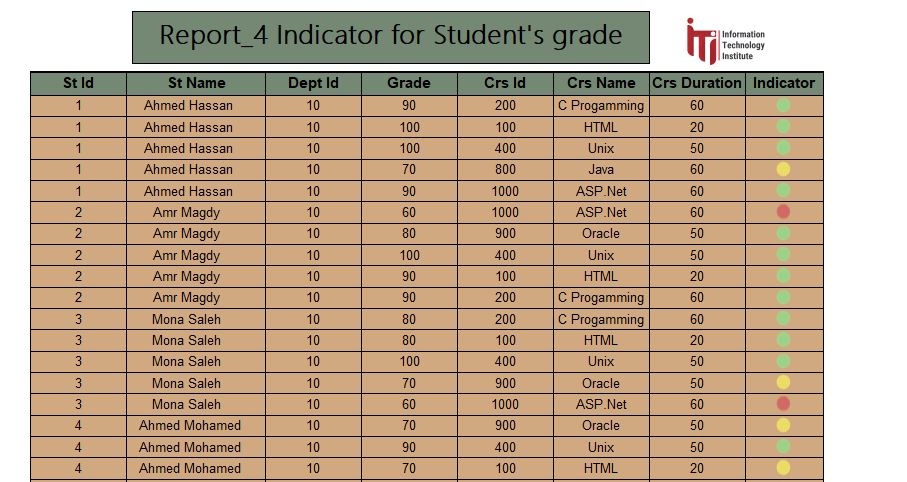 Report_4 Indicator for Student's grade
iTi Information
Technology
Institute
St Id St Name Dept Id Grade Crs Id Crs Name Crs Duration Indicator
1 Ahmed Hassan 10 90 200 C Progamming 60
1 Ahmed Hassan 10 100 100 HTML 20
1 Ahmed Hassan 10 100 400 Unix 50
1 Ahmed Hassan 10 70 800 Java 60
1 Ahmed Hassan 10 90 1000 ASP.Net 60
2 Amr Magdy 10 60 1000 ASP.Net 60
2 Amr Magdy 10 80 900 Oracle 50
2 Amr Magdy 10 100 400 Unix 50
2 Amr Magdy 10 90 100 HTML 20
2 Amr Magdy 10 90 200 C Progamming 60
3 Mona Saleh 10 80 200 C Progamming 60
3 Mona Saleh 10 80 100 HTML 20
3 Mona Saleh 10 100 400 Unix 50
3 Mona Saleh 10 70 900 Oracle 50
3 Mona Saleh 10 60 1000 ASP.Net 60
4 Ahmed Mohamed 10 70 900 Oracle 50
4 Ahmed Mohamed 10 90 400 Unix 50
4 Ahmed Mohamed 10 70 100 HTML 20